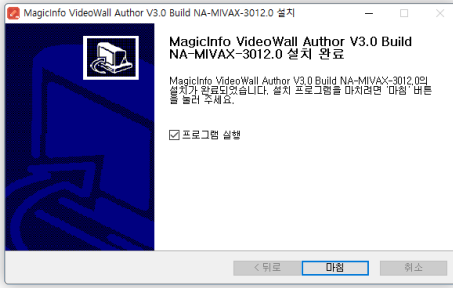 MagicInfo VideoWall Author V3.0 Build NA-MIVAX-3012.0 설치
MagicInfo VideoWall Author V3.0 Build
NA-MIVAX-3012.0 설치 완료
MagicInfo VideoWall Author V3.0 Build NA-MIVAX-3012.0의
설치가 완료되었습니다. 설치 프로그램을 마치려면 '마침' 버튼
을 눌러 주세요.
프로그램 실행
< 뒤로
마침
취소